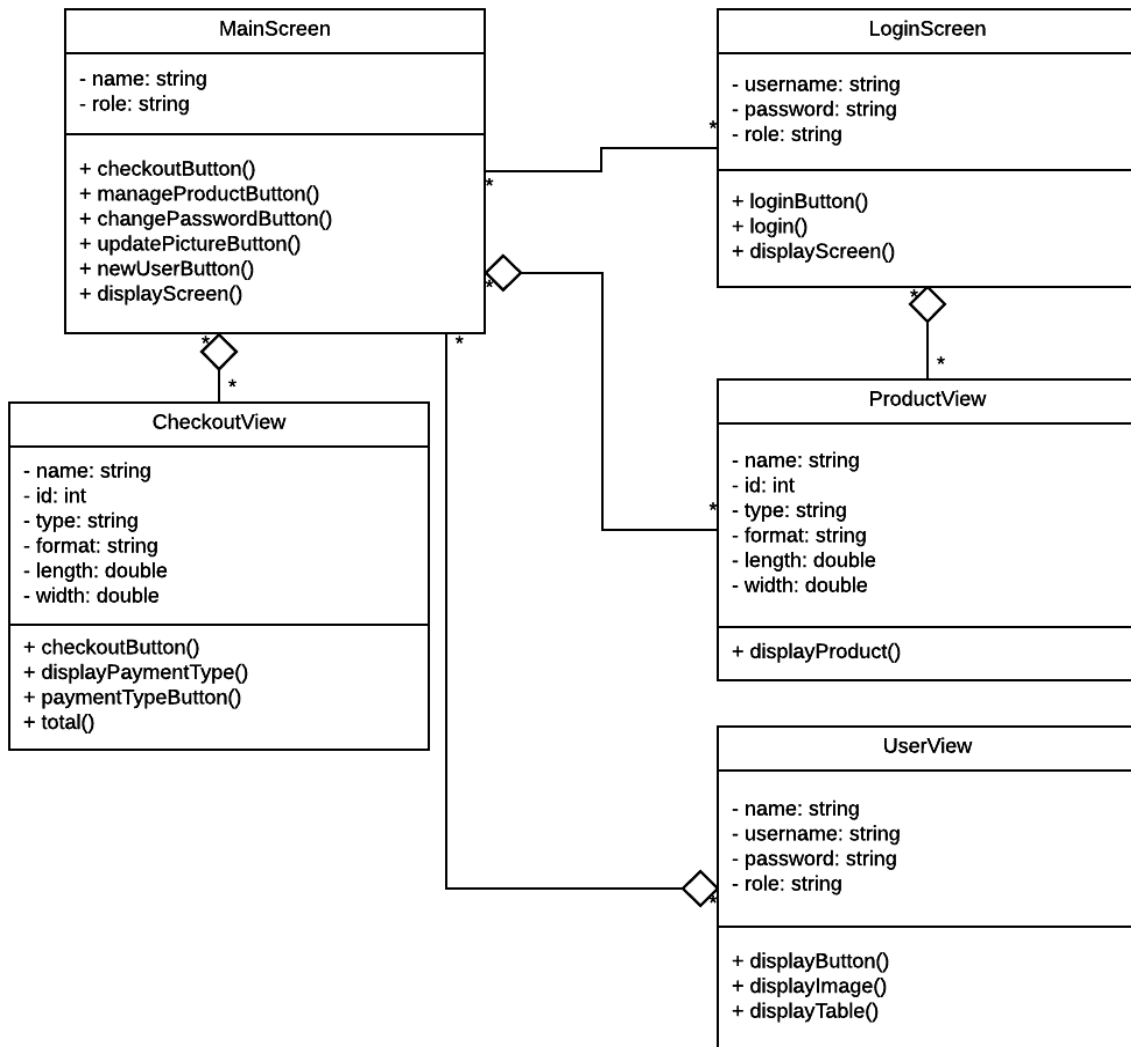 MainScreen
- name: string
- role: string
+ checkoutButton()
+ manageProductButton()
+ changePasswordButton()
+ updatePictureButton()
+ newUserButton()
+ displayScreen()
*
*
*
*
*
LoginScreen
- username: string
- password: string
- role: string
+ loginButton()
+ login()
+ displayScreen()
*
*
*
CheckoutView
- name: string
- id: int
- type: string
- format: string
- length: double
- width: double
+ checkoutButton()
+ displayPaymentType()
+ paymentTypeButton()
+ total()
ProductView
- name: string
- id: int
- type: string
- format: string
- length: double
- width: double
+ displayProduct()
*
UserView
- name: string
- username: string
- password: string
- role: string
+ displayButton()
+ displayImage()
+ displayTable()
*